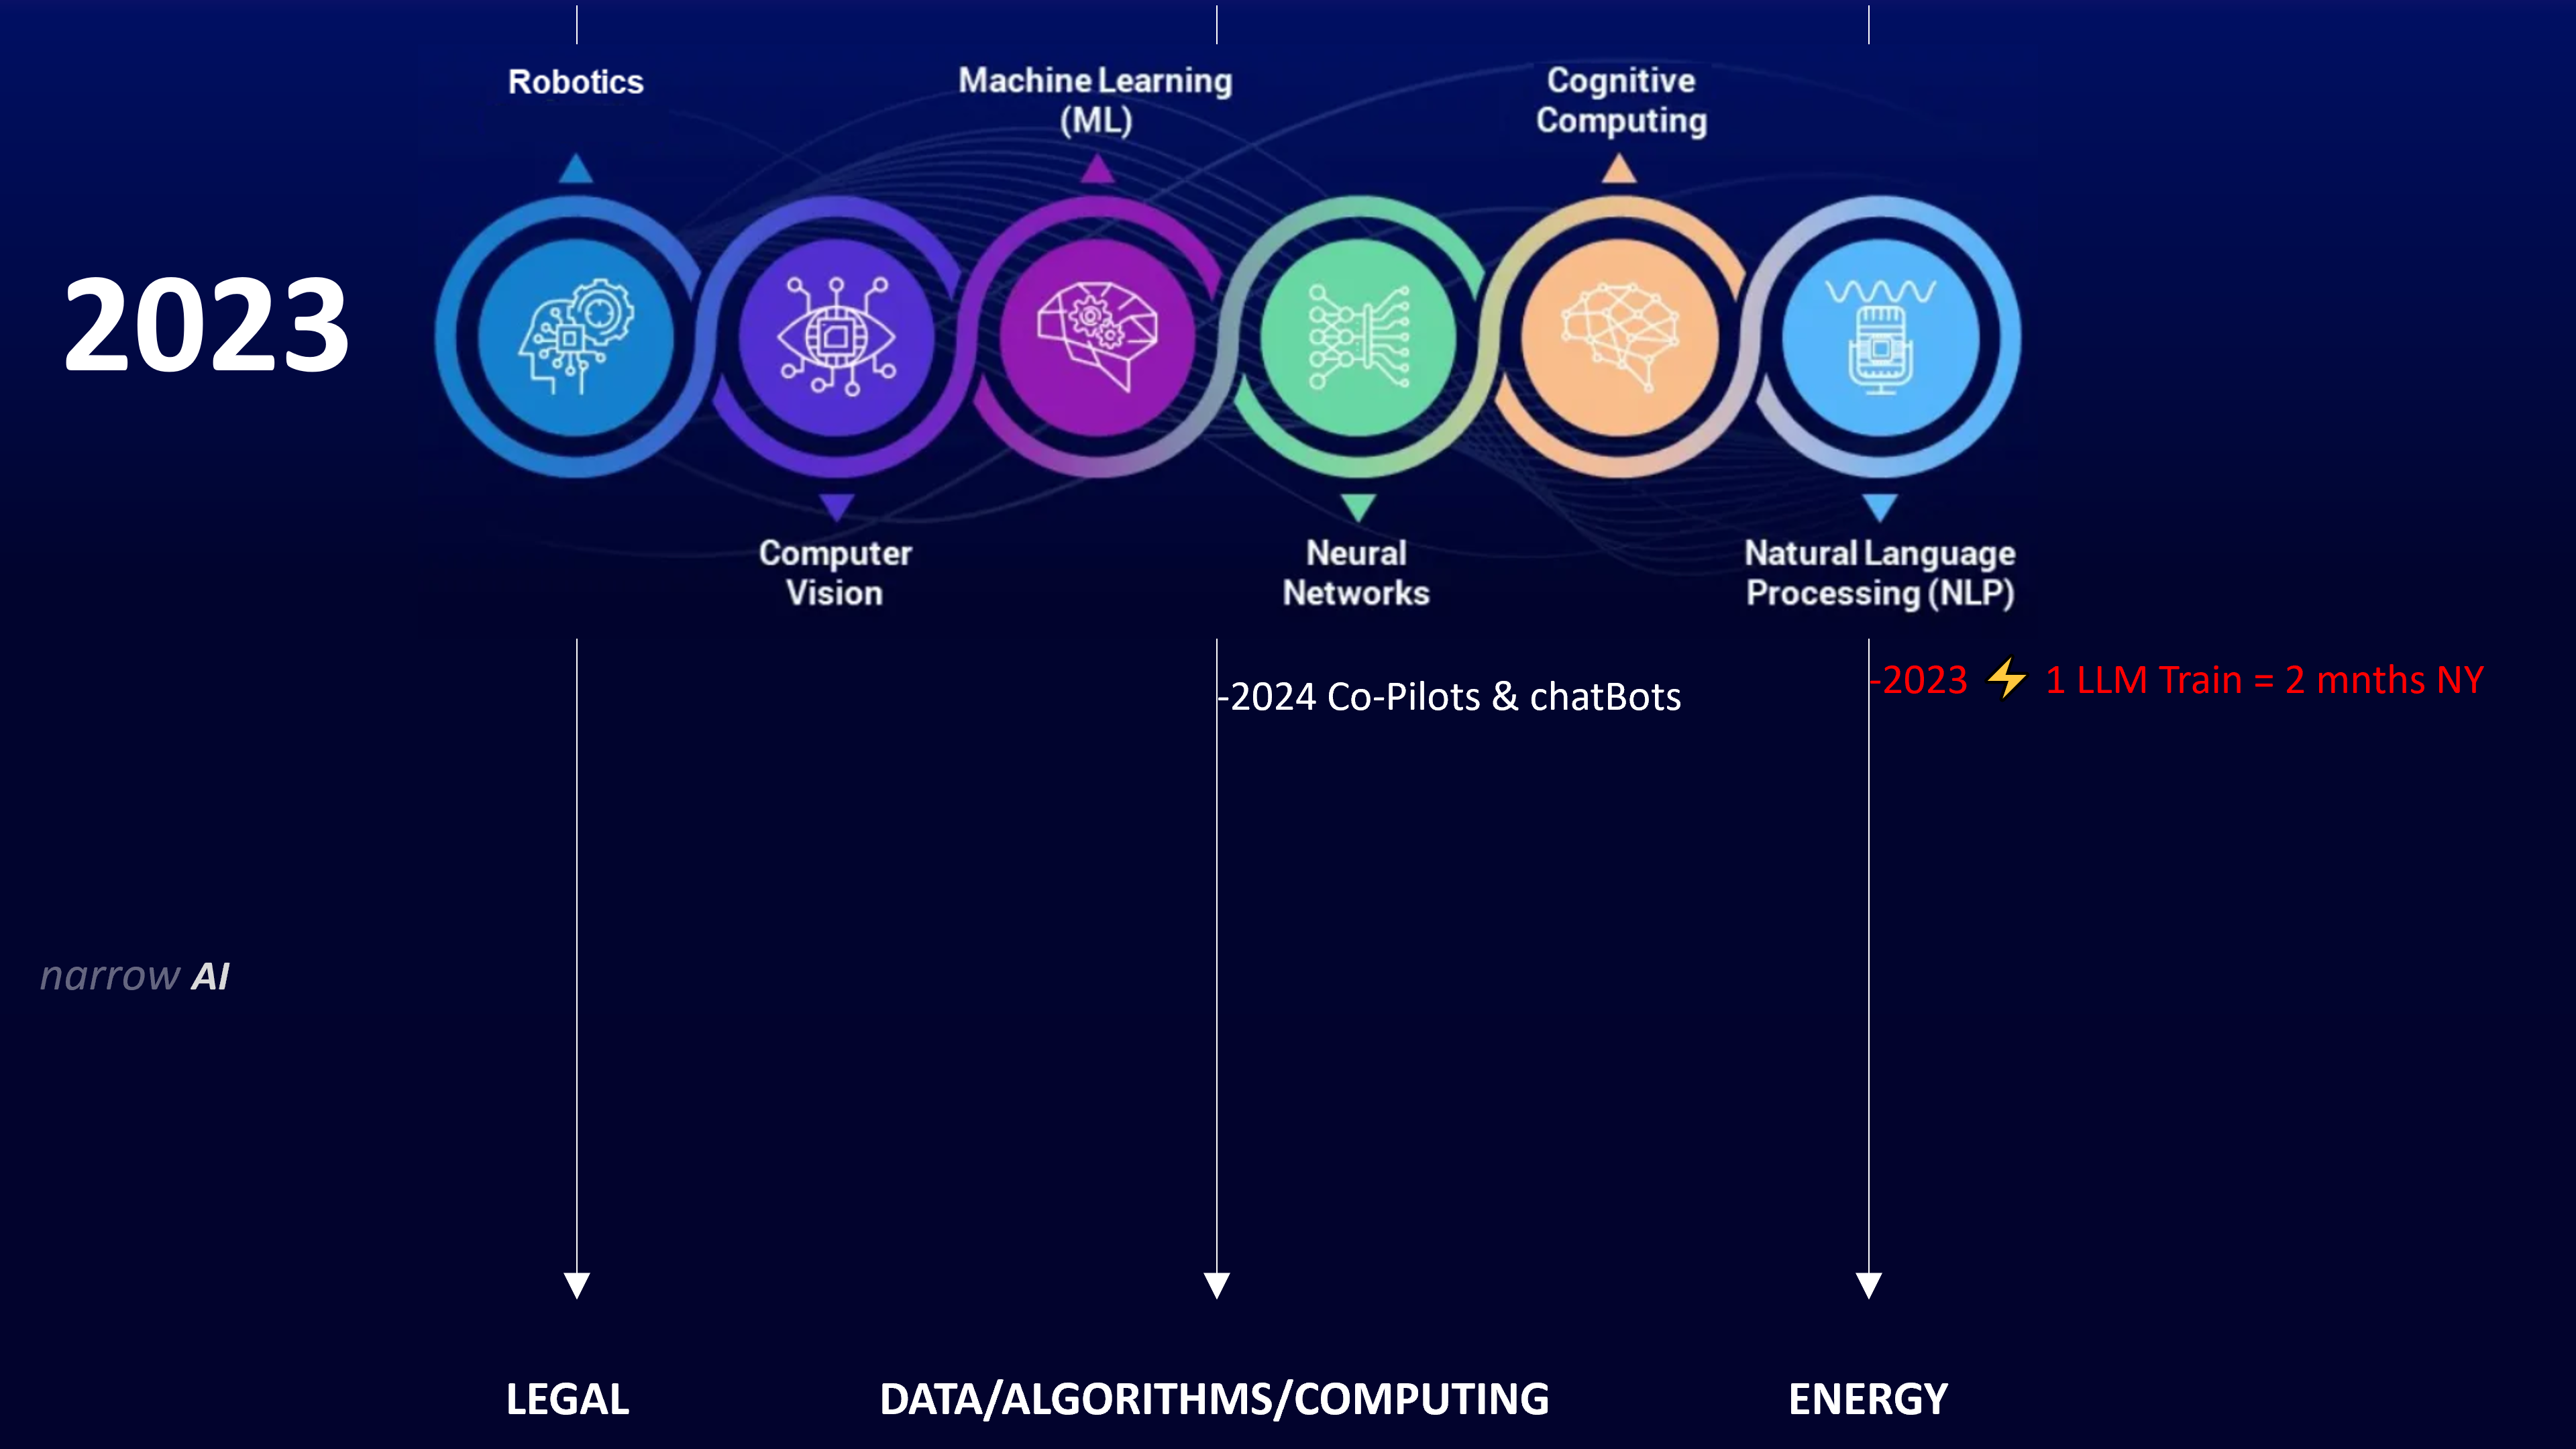 Robotics
Machine Learning
(ML)
Cognitive
Computing
2023
Computer
Vision
Neural
Networks
Natural Language
Processing (NLP)
-2024 Co-Pilots & chatBots
-2023 ⚡ 1 LLM Train = 2 mnths NY
narrow AI
LEGAL
DATA/ALGORITHMS/COMPUTING
ENERGY